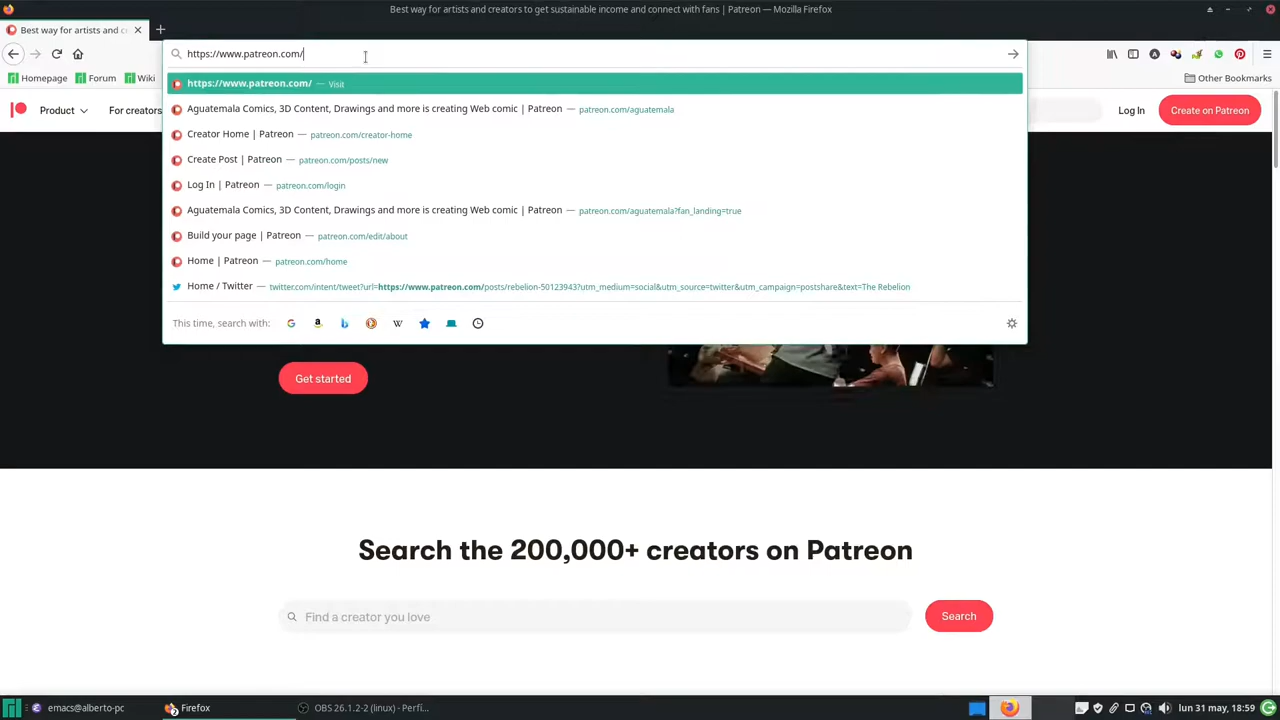 Best way for artists and creators to get sustainable income and connect with fans | Patreon — Mozilla Firefox
Best way for artists and c
https://www.patreon.com/
Homepage Forum Wiki Other Bookmarks
https://www.patreon.com/ — Visit
Aguatemala Comics, 3D Content, Drawings and more is creating Web comic | Patreon — patreon.com/aguatemala
Creator Home | Patreon — patreon.com/creator-home
Create Post | Patreon — patreon.com/posts/new
Log In | Patreon — patreon.com/login
Aguatemala Comics, 3D Content, Drawings and more is creating Web comic | Patreon — patreon.com/aguatemala?fan_landing=true
Build your page | Patreon — patreon.com/edit/about
Home | Patreon — patreon.com/home
Home / Twitter — twitter.com/intent/tweet?url=https://www.patreon.com/posts/rebelion-50123943?utm_medium=social&utm_source=twitter&utm_campaign=postshare&text=The Rebelion
This time, search with:
Product For creators Log In Create on Patreon
Get started
Search the 200,000+ creators on Patreon
Find a creator you love Search
emacs@alberto-pc Firefox OBS 26.1.2-2 (linux) - Perfi... lun 31 may, 18:59